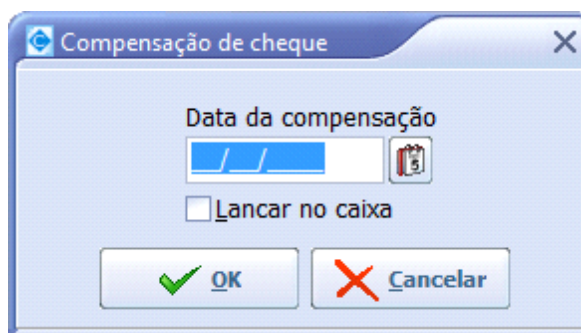 Compensação de cheque
Data da compensação
__/__/____
Lancar no caixa
OK Cancelar